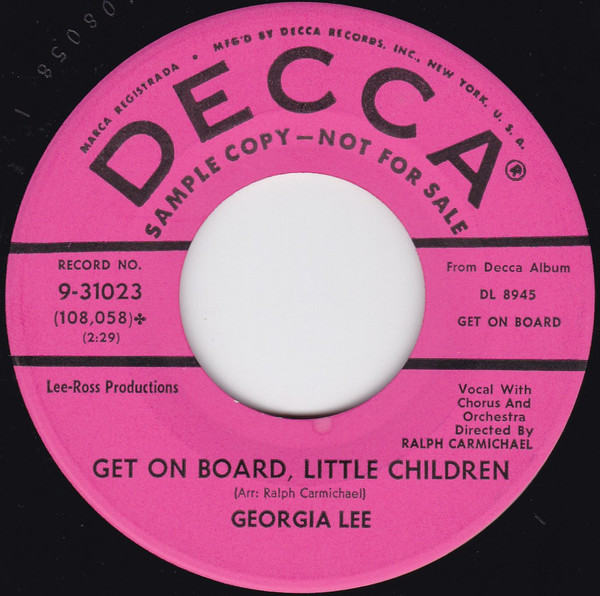 108058
MARCA REGISTRADA • MFG'D BY DECCA RECORDS, INC., NEW YORK, U. S. A.
DECCA®
SAMPLE COPY—NOT FOR SALE
RECORD NO.
9-31023
(108,058)✤
(2:29)
From Decca Album
DL 8945
GET ON BOARD
Lee-Ross Productions
Vocal With
Chorus And
Orchestra
Directed By
RALPH CARMICHAEL
GET ON BOARD, LITTLE CHILDREN
(Arr: Ralph Carmichael)
GEORGIA LEE